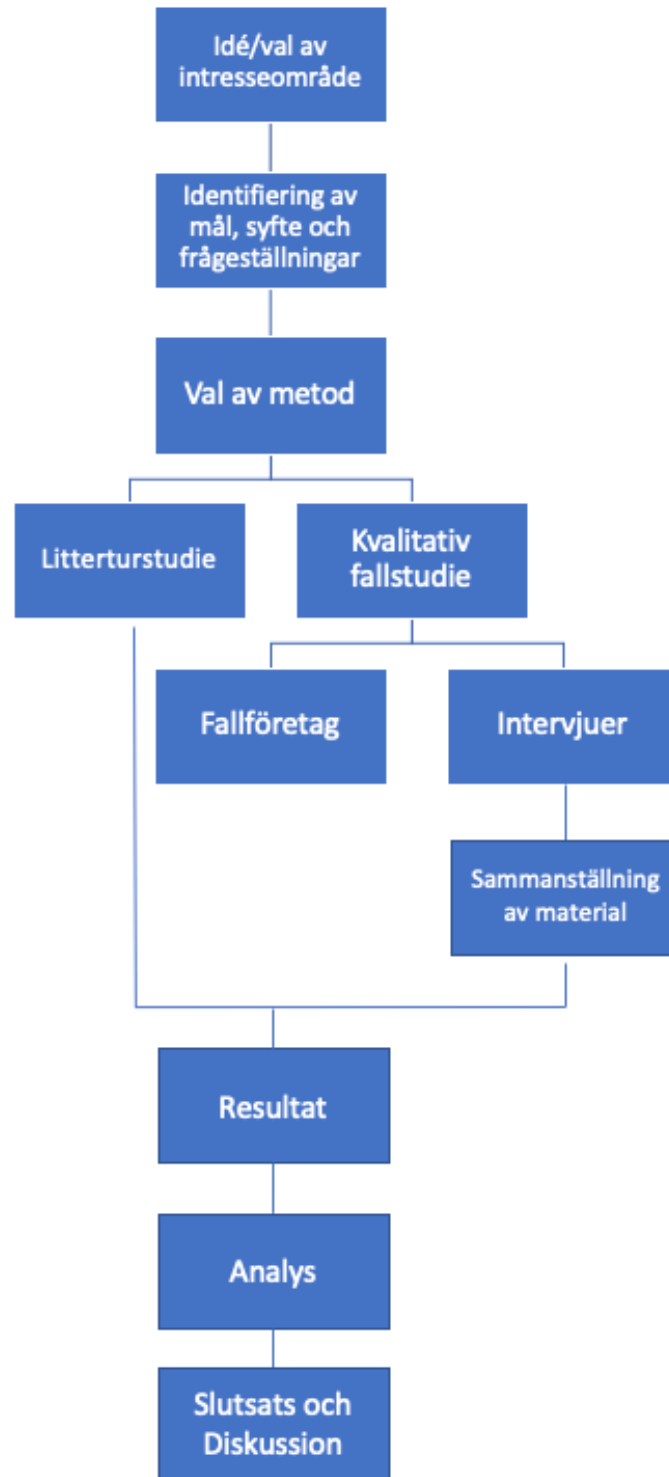 Idé/val av
intresseområde
Identifiering av
mål, syfte och
frågeställningar
Val av metod
Litterturstudie
Kvalitativ
fallstudie
Fallföretag
Intervjuer
Sammanställning
av material
Resultat
Analys
Slutsats och
Diskussion